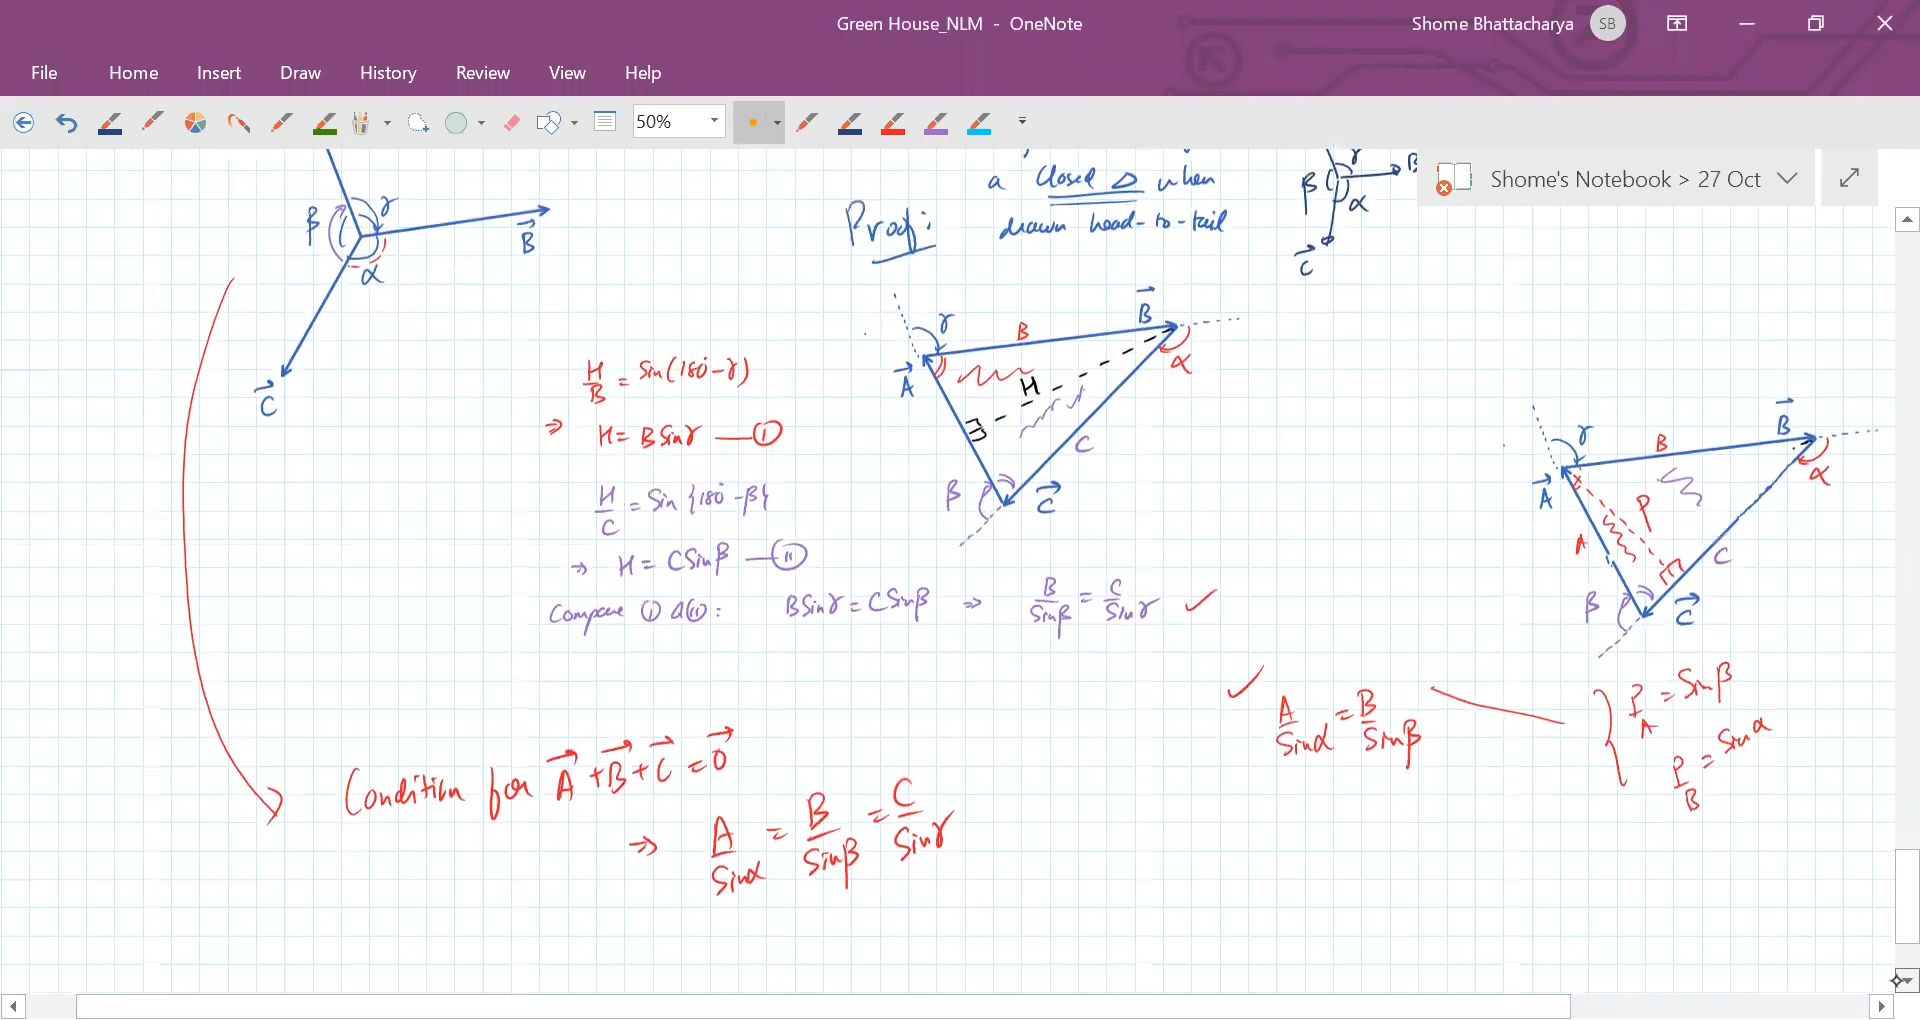 Green House_NLM - OneNote
Shome Bhattacharya SB
File Home Insert Draw History Review View Help
50%
Shome's Notebook > 27 Oct
a closed Δ when
drawn head-to-tail
Proof:
β γ α
B⃗
C⃗
β γ B
α
C⃗
A⃗ γ B B⃗
α
H
C
β C⃗
H/B = Sin(180° - γ)
⇒ H = B Sinγ — (I)
H/C = Sin {180° - β}
⇒ H = C Sinβ — (II)
Compare (I) & (II): B Sinγ = C Sinβ ⇒ B/Sinβ = C/Sinγ ✓
A⃗ γ B B⃗
α
P
A C
β C⃗
✓ A/Sinα = B/Sinβ
P/A = Sinβ
P/B = Sinα
Condition for A⃗ + B⃗ + C⃗ = 0⃗
⇒ A/Sinα = B/Sinβ = C/Sinγ